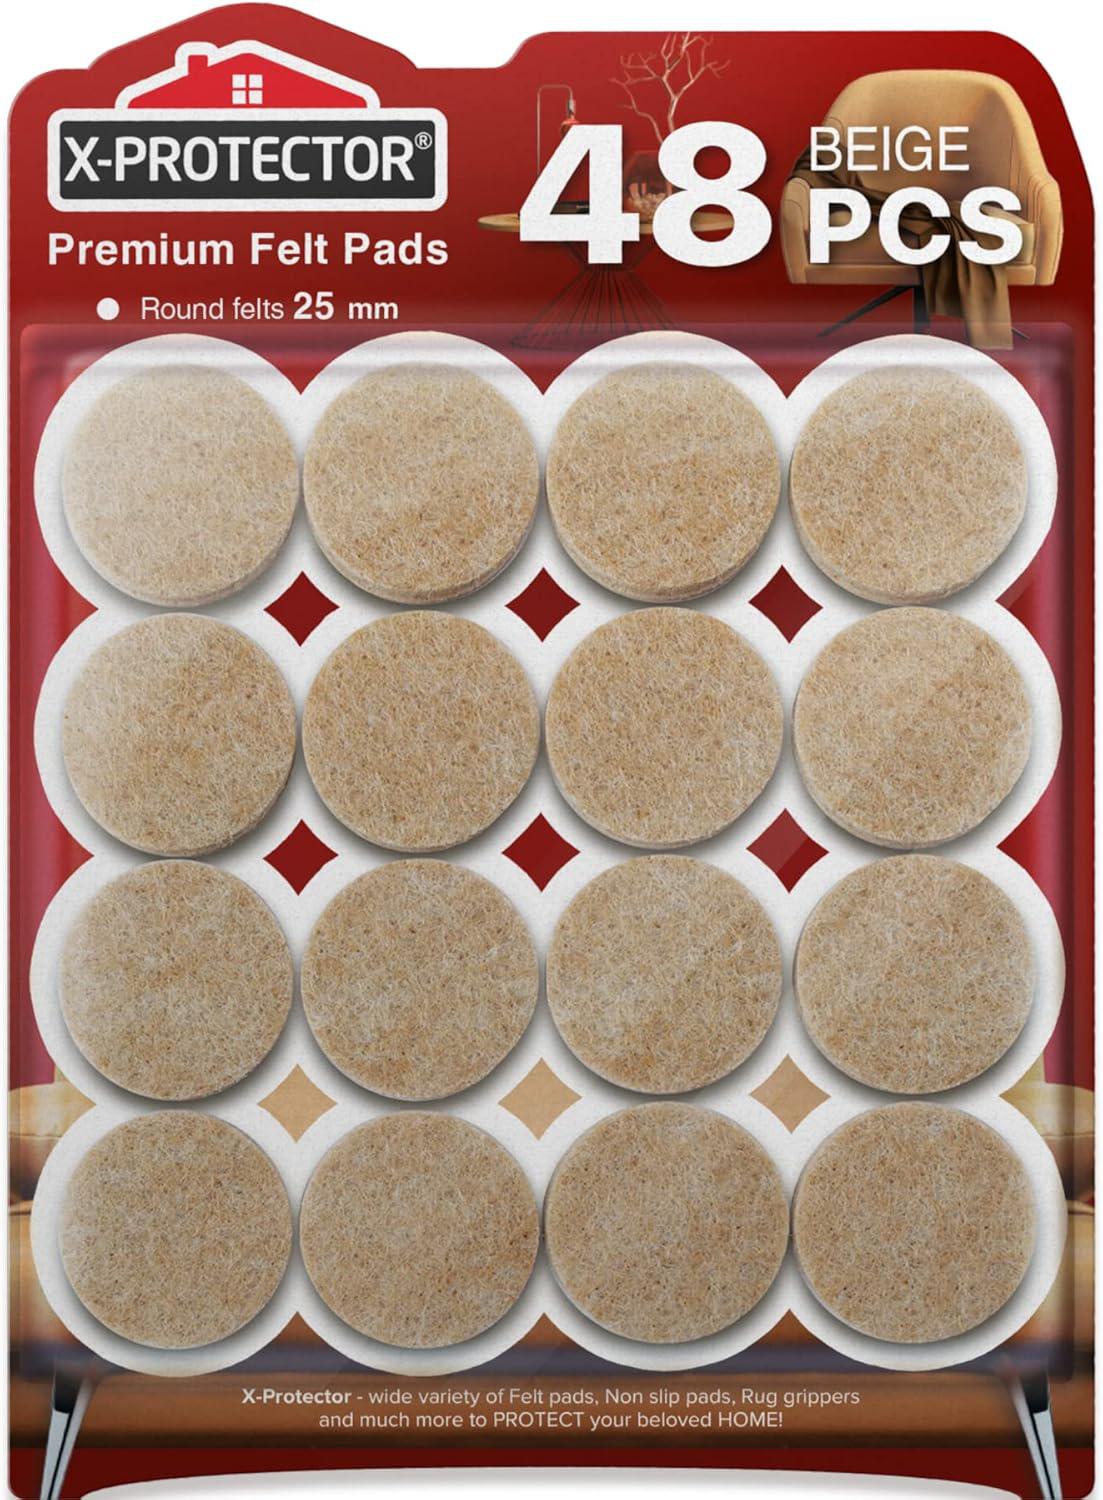 X-PROTECTOR®
Premium Felt Pads
Round felts 25 mm
48 BEIGE PCS
X-Protector - wide variety of Felt pads, Non slip pads, Rug grippers
and much more to PROTECT your beloved HOME!